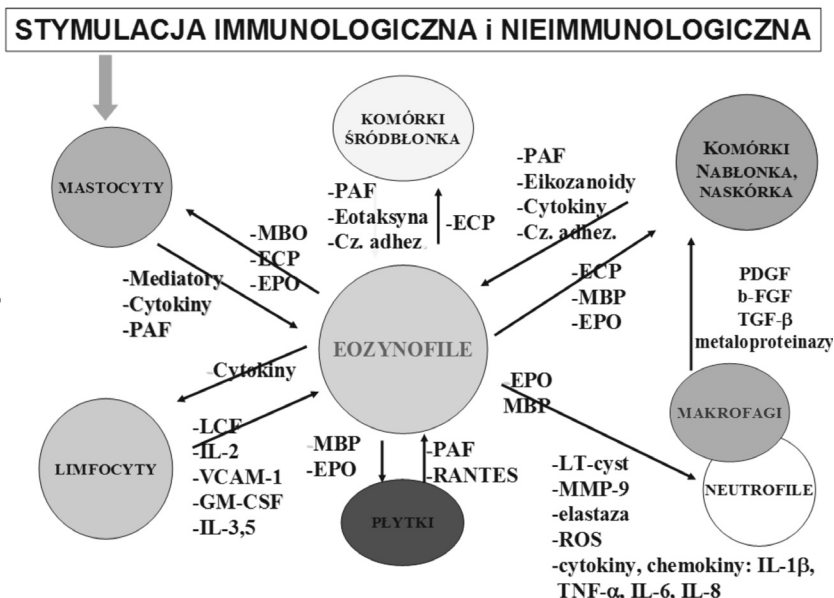 STYMULACJA IMMUNOLOGICZNA i NIEIMMUNOLOGICZNA
MASTOCYTY
-MBO
-ECP
-EPO
-Mediatory
-Cytokiny
-PAF
KOMÓRKI
ŚRÓDBŁONKA
-PAF
-Eotaksyna
-Cz. adhez.
-ECP
-PAF
-Eikozanoidy
-Cytokiny
-Cz. adhez.
KOMÓRKI
NABŁONKA,
NASKÓRKA
-ECP
-MBP
-EPO
PDGF
b-FGF
TGF-β
metaloproteinazy
EOZYNOFILE
-Cytokiny
LIMFOCYTY
-LCF
-IL-2
-VCAM-1
-GM-CSF
-IL-3,5
-MBP
-EPO
-PAF
-RANTES
PŁYTKI
-EPO
MBP
MAKROFAGI
NEUTROFILE
-LT-cyst
-MMP-9
-elastaza
-ROS
-cytokiny, chemokiny: IL-1β,
TNF-α, IL-6, IL-8